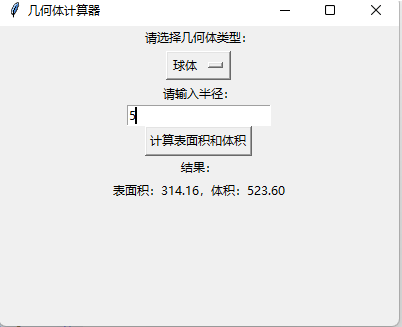 几何体计算器
请选择几何体类型：
球体
请输入半径：
5
计算表面积和体积
结果：
表面积：314.16，体积：523.60